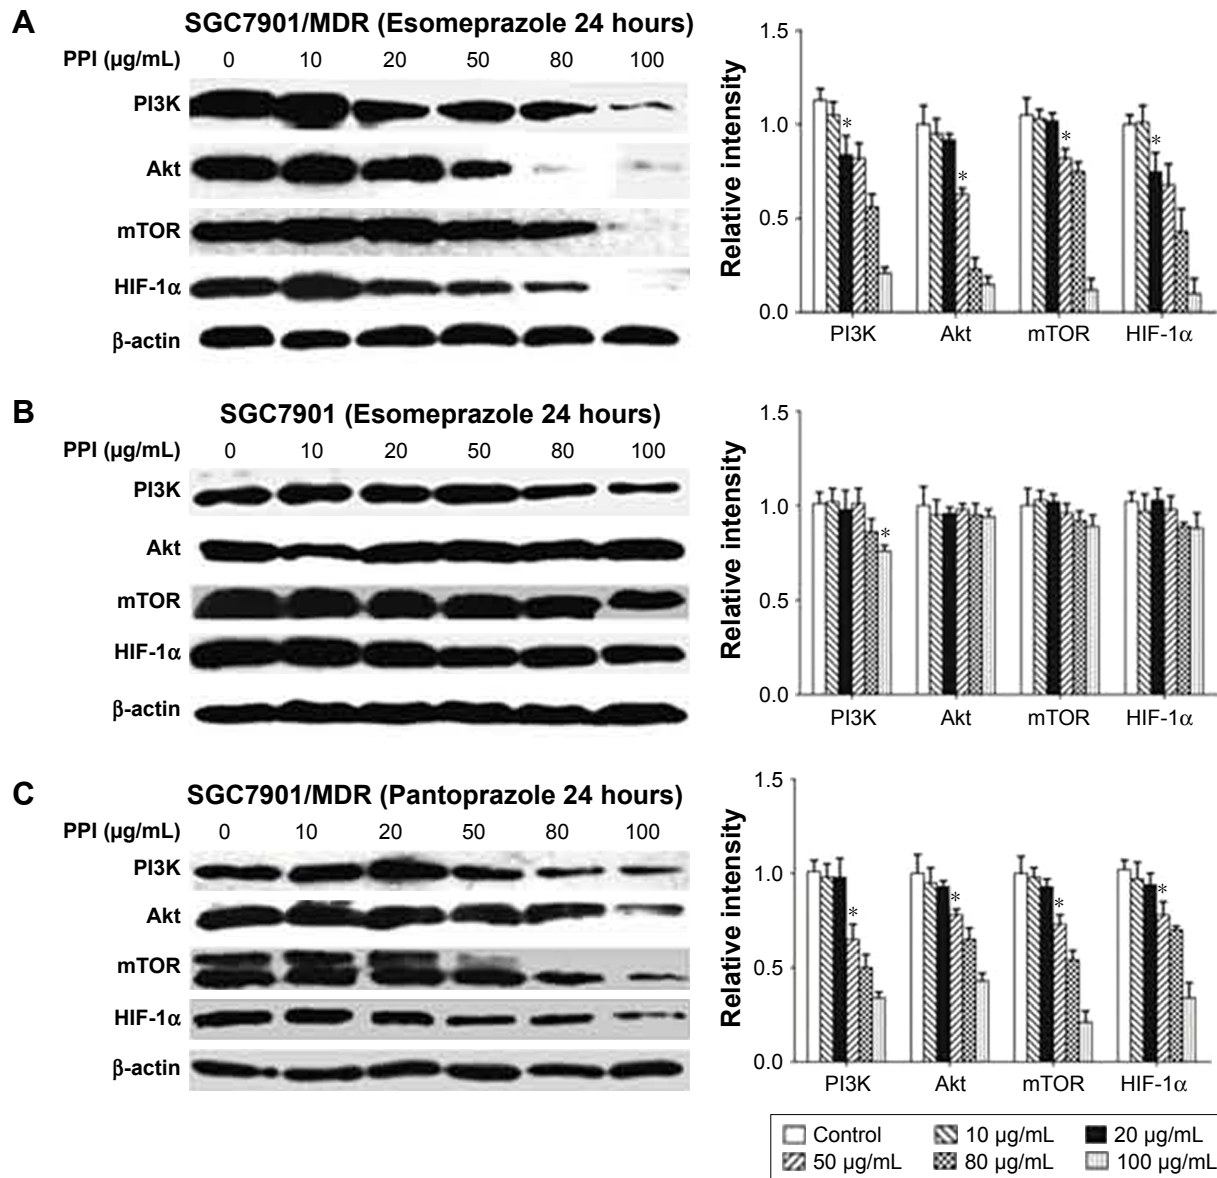 A
SGC7901/MDR (Esomeprazole 24 hours)
PPI (µg/mL) 0 10 20 50 80 100
PI3K
Akt
mTOR
HIF-1α
β-actin
Relative intensity
1.5
1.0
0.5
0.0
* * * *
PI3K Akt mTOR HIF-1α
B
SGC7901 (Esomeprazole 24 hours)
PPI (µg/mL) 0 10 20 50 80 100
PI3K
Akt
mTOR
HIF-1α
β-actin
Relative intensity
1.5
1.0
0.5
0.0
*
PI3K Akt mTOR HIF-1α
C
SGC7901/MDR (Pantoprazole 24 hours)
PPI (µg/mL) 0 10 20 50 80 100
PI3K
Akt
mTOR
HIF-1α
β-actin
Relative intensity
1.5
1.0
0.5
0.0
* * * *
PI3K Akt mTOR HIF-1α
Control 10 µg/mL 20 µg/mL
50 µg/mL 80 µg/mL 100 µg/mL